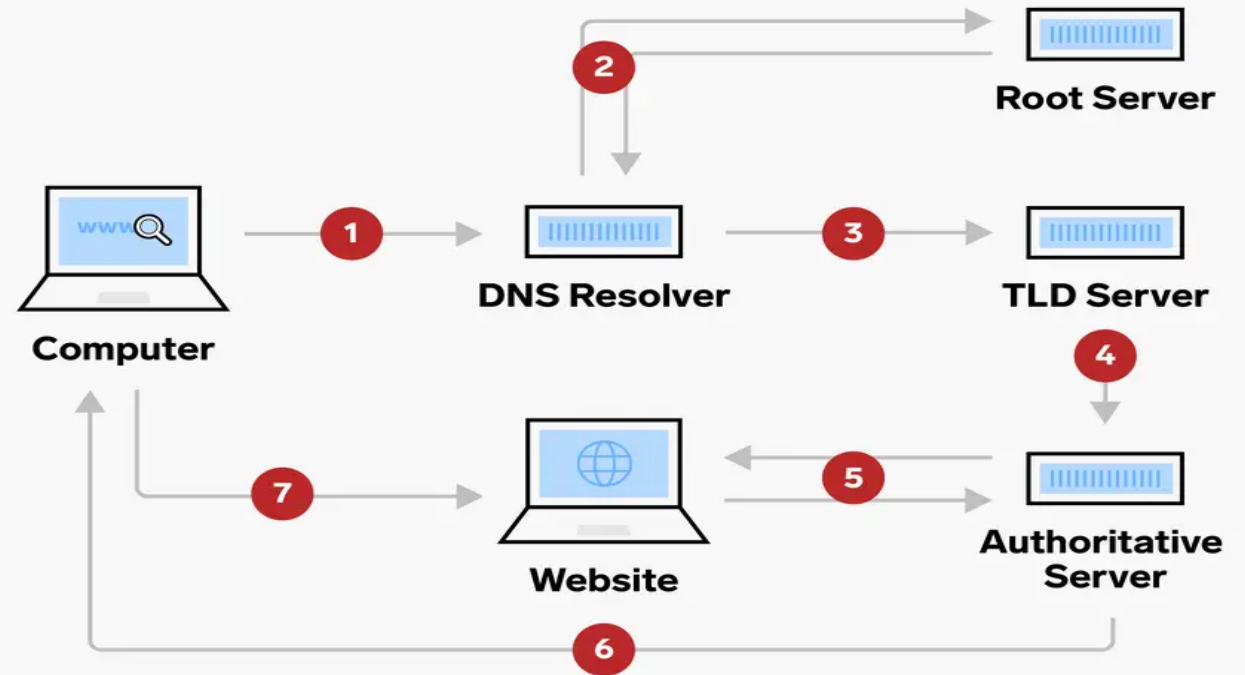 2
Root Server
www
1
3
DNS Resolver
TLD Server
Computer
4
7
5
Authoritative
Server
Website
6